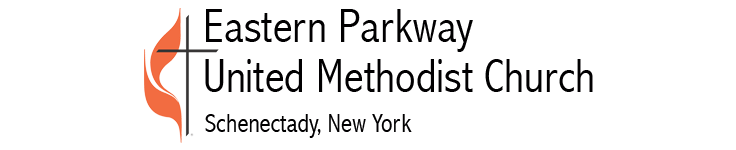 Eastern Parkway
United Methodist Church
Schenectady, New York